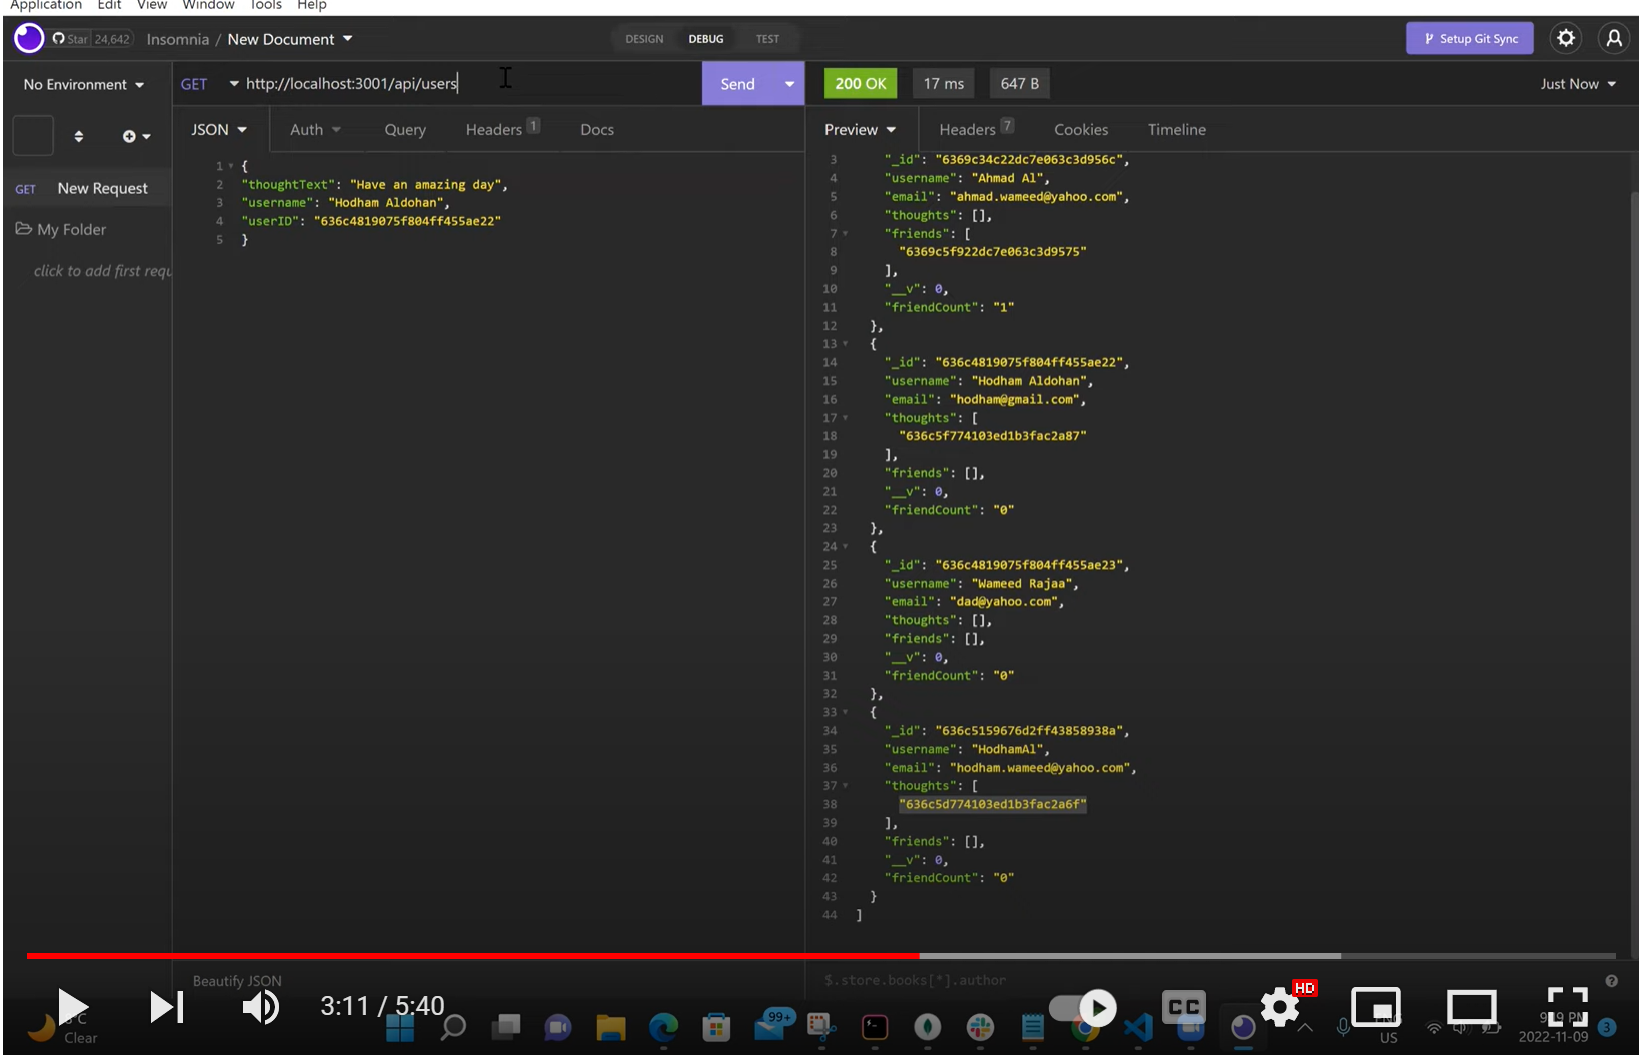 Application Edit View Window Tools Help
Star 24,642 Insomnia / New Document DESIGN DEBUG TEST Setup Git Sync
No Environment GET http://localhost:3001/api/users Send 200 OK 17 ms 647 B Just Now
JSON Auth Query Headers 1 Docs Preview Headers 7 Cookies Timeline
GET New Request
My Folder
click to add first requ
1 {
2 "thoughtText": "Have an amazing day",
3 "username": "Hodham Aldohan",
4 "userID": "636c4819075f804ff455ae22"
5 }
3 "_id": "6369c34c22dc7e063c3d956c",
4 "username": "Ahmad Al",
5 "email": "ahmad.wameed@yahoo.com",
6 "thoughts": [],
7 "friends": [
8 "6369c5f922dc7e063c3d9575"
9 ],
10 "__v": 0,
11 "friendCount": "1"
12 },
13 {
14 "_id": "636c4819075f804ff455ae22",
15 "username": "Hodham Aldohan",
16 "email": "hodham@gmail.com",
17 "thoughts": [
18 "636c5f774103ed1b3fac2a87"
19 ],
20 "friends": [],
21 "__v": 0,
22 "friendCount": "0"
23 },
24 {
25 "_id": "636c4819075f804ff455ae23",
26 "username": "Wameed Rajaa",
27 "email": "dad@yahoo.com",
28 "thoughts": [],
29 "friends": [],
30 "__v": 0,
31 "friendCount": "0"
32 },
33 {
34 "_id": "636c5159676d2ff43858938a",
35 "username": "HodhamAl",
36 "email": "hodham.wameed@yahoo.com",
37 "thoughts": [
38 "636c5d774103ed1b3fac2a6f"
39 ],
40 "friends": [],
41 "__v": 0,
42 "friendCount": "0"
43 }
44 ]
Beautify JSON $.store.books[*].author
3:11 / 5:40 CC HD
Clear 99+ US 2022-11-09 3